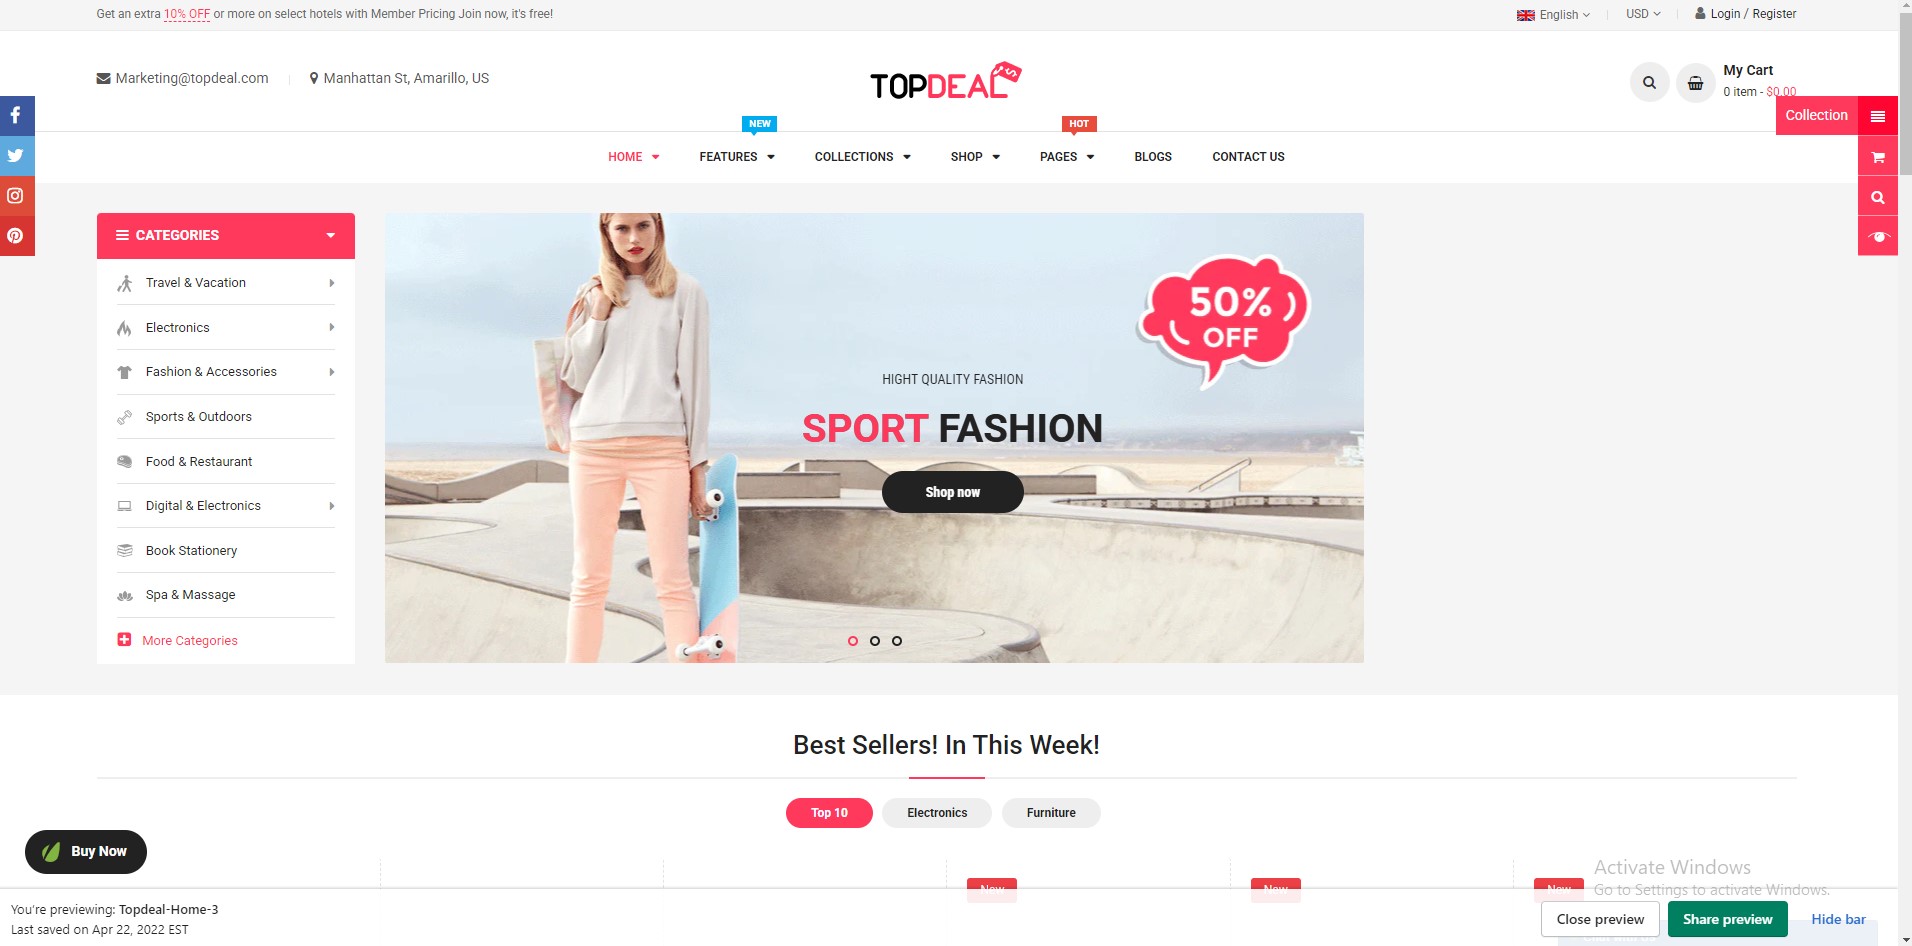 Get an extra 10% OFF or more on select hotels with Member Pricing Join now, it's free!
English
USD
Login / Register
Marketing@topdeal.com
Manhattan St, Amarillo, US
TOPDEAL
My Cart
0 item - $0.00
Collection
NEW
HOT
HOME
FEATURES
COLLECTIONS
SHOP
PAGES
BLOGS
CONTACT US
CATEGORIES
Travel & Vacation
Electronics
Fashion & Accessories
Sports & Outdoors
Food & Restaurant
Digital & Electronics
Book Stationery
Spa & Massage
More Categories
50%
OFF
HIGHT QUALITY FASHION
SPORT FASHION
Shop now
Best Sellers! In This Week!
Top 10
Electronics
Furniture
Buy Now
New
New
New
Activate Windows
Go to Settings to activate Windows.
You're previewing: Topdeal-Home-3
Last saved on Apr 22, 2022 EST
Close preview
Share preview
Hide bar